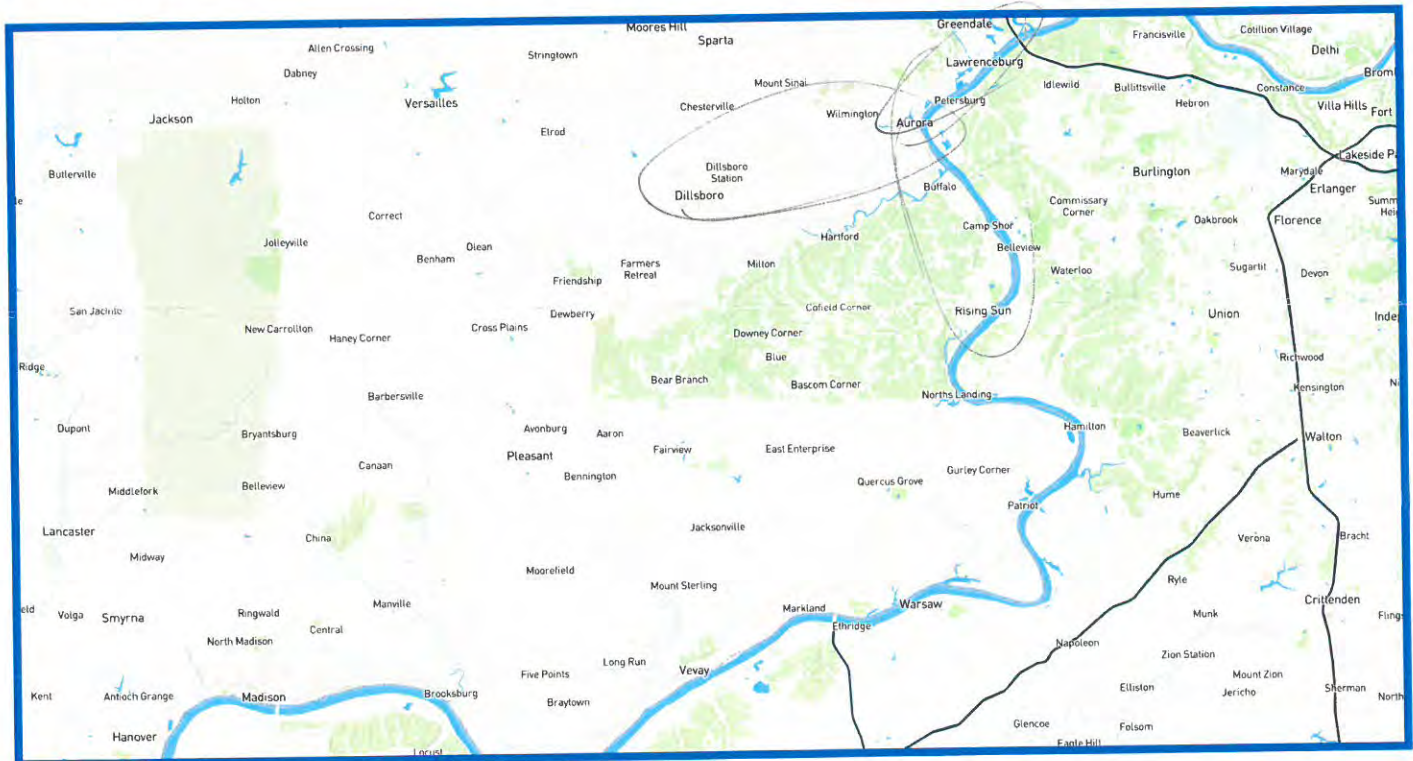 Moores Hill
Greendale
Sparta
Francisville
Cotillion Village
Allen Crossing
Stringtown
Delhi
Dabney
Lawrenceburg
Mount Sinai
Idlewild
Bullittsville
Constance
Holton
Versailles
Chesterville
Wilmington
Petersburg
Hebron
Villa Hills
Fort
Jackson
Elrod
Aurora
Butlerville
Dillsboro
Station
Dillsboro
Buffalo
Burlington
Marydale
Erlanger
Correct
Commissary
Corner
Oakbrook
Florence
Jolleyville
Olean
Benham
Hartford
Camp Shor
Belleview
Farmers
Retreat
Milton
Waterloo
Devon
Friendship
San Jacinto
New Carrollton
Haney Corner
Cross Plains
Dewberry
Cofield Corner
Downey Corner
Rising Sun
Union
Ridge
Blue
Richwood
Bear Branch
Bascom Corner
Kensington
Barbersville
Norths Landing
Dupont
Bryantsburg
Avonburg
Aaron
Hamilton
Beaverlick
Walton
Canaan
Pleasant
Fairview
East Enterprise
Bennington
Gurley Corner
Quercus Grove
Middlefork
Belleview
Hume
Patriot
Lancaster
China
Jacksonville
Verona
Bracht
Midway
Moorefield
Mount Sterling
Ryle
Volga
Smyrna
Ringwald
Manville
Markland
Warsaw
Crittenden
Munk
North Madison
Central
Ethridge
Napoleon
Zion Station
Five Points
Long Run
Vevay
Mount Zion
Kent
Antioch Grange
Madison
Brooksburg
Braytown
Elliston
Jericho
Sherman
North
Hanover
Glencoe
Folsom
Locust
Eagle Hill